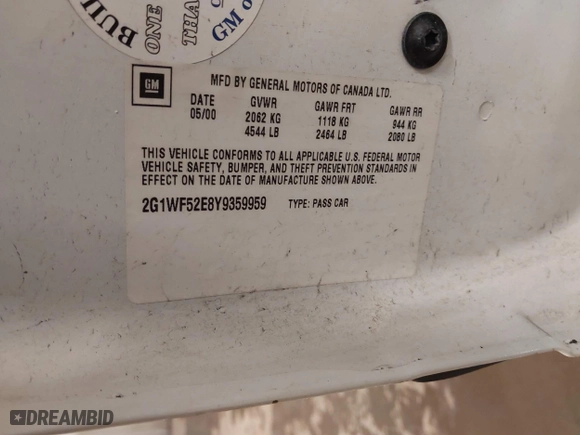 BUIL
ONE
THA
GM
GM
MFD BY GENERAL MOTORS OF CANADA LTD.
DATE GVWR GAWR FRT GAWR RR
05/00 2062 KG 1118 KG 944 KG
4544 LB 2464 LB 2080 LB
THIS VEHICLE CONFORMS TO ALL APPLICABLE U.S. FEDERAL MOTOR
VEHICLE SAFETY, BUMPER, AND THEFT PREVENTION STANDARDS IN
EFFECT ON THE DATE OF MANUFACTURE SHOWN ABOVE.
2G1WF52E8Y9359959 TYPE: PASS CAR
DREAMBID